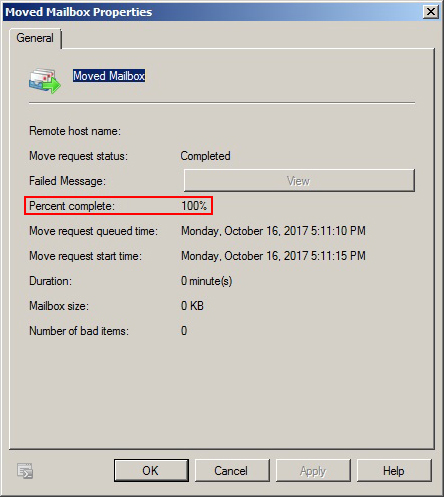 Moved Mailbox Properties
General
Moved Mailbox
Remote host name:
Move request status: Completed
Failed Message: View
Percent complete: 100%
Move request queued time: Monday, October 16, 2017 5:11:10 PM
Move request start time: Monday, October 16, 2017 5:11:15 PM
Duration: 0 minute(s)
Mailbox size: 0 KB
Number of bad items: 0
OK Cancel Apply Help